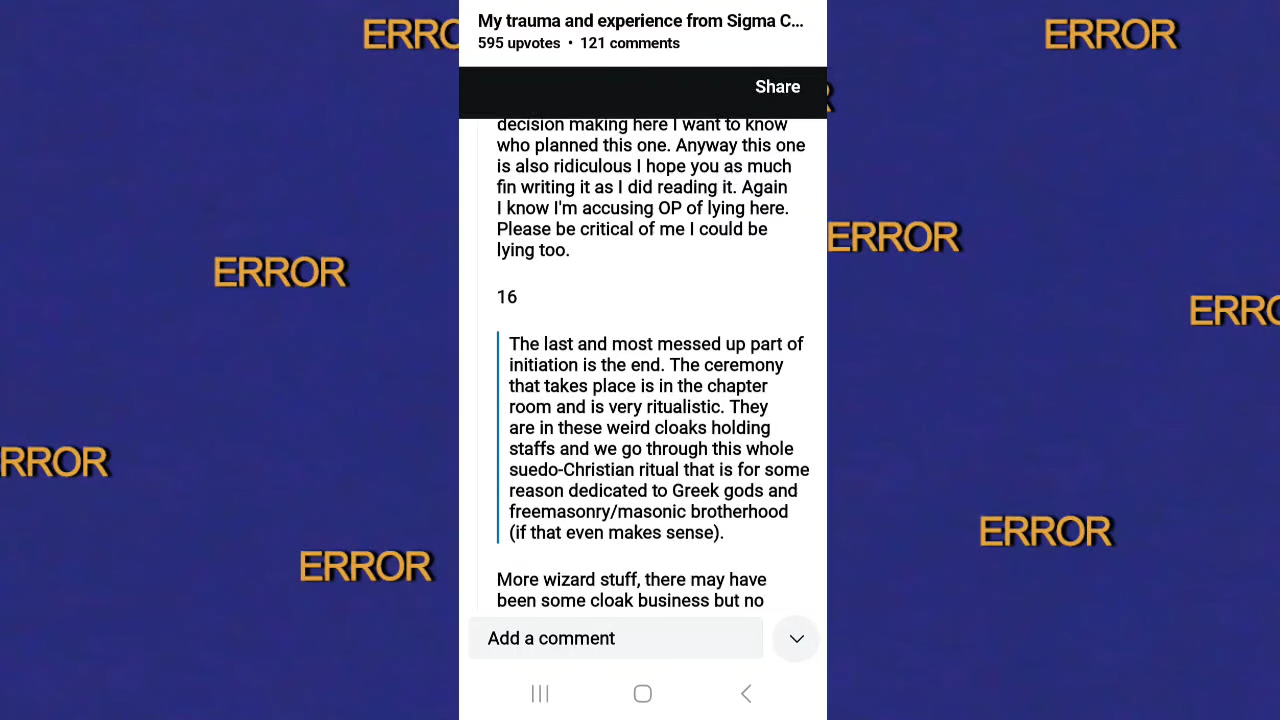 My trauma and experience from Sigma C...
595 upvotes • 121 comments
Share
decision making here I want to know
who planned this one. Anyway this one
is also ridiculous I hope you as much
fin writing it as I did reading it. Again
I know I'm accusing OP of lying here.
Please be critical of me I could be
lying too.
16
The last and most messed up part of
initiation is the end. The ceremony
that takes place is in the chapter
room and is very ritualistic. They
are in these weird cloaks holding
staffs and we go through this whole
suedo-Christian ritual that is for some
reason dedicated to Greek gods and
freemasonry/masonic brotherhood
(if that even makes sense).
More wizard stuff, there may have
been some cloak business but no
Add a comment
ERRO
ERROR
ERROR
ERROR
RROR
ERROR
ERROR
ERRO
ERROR
R